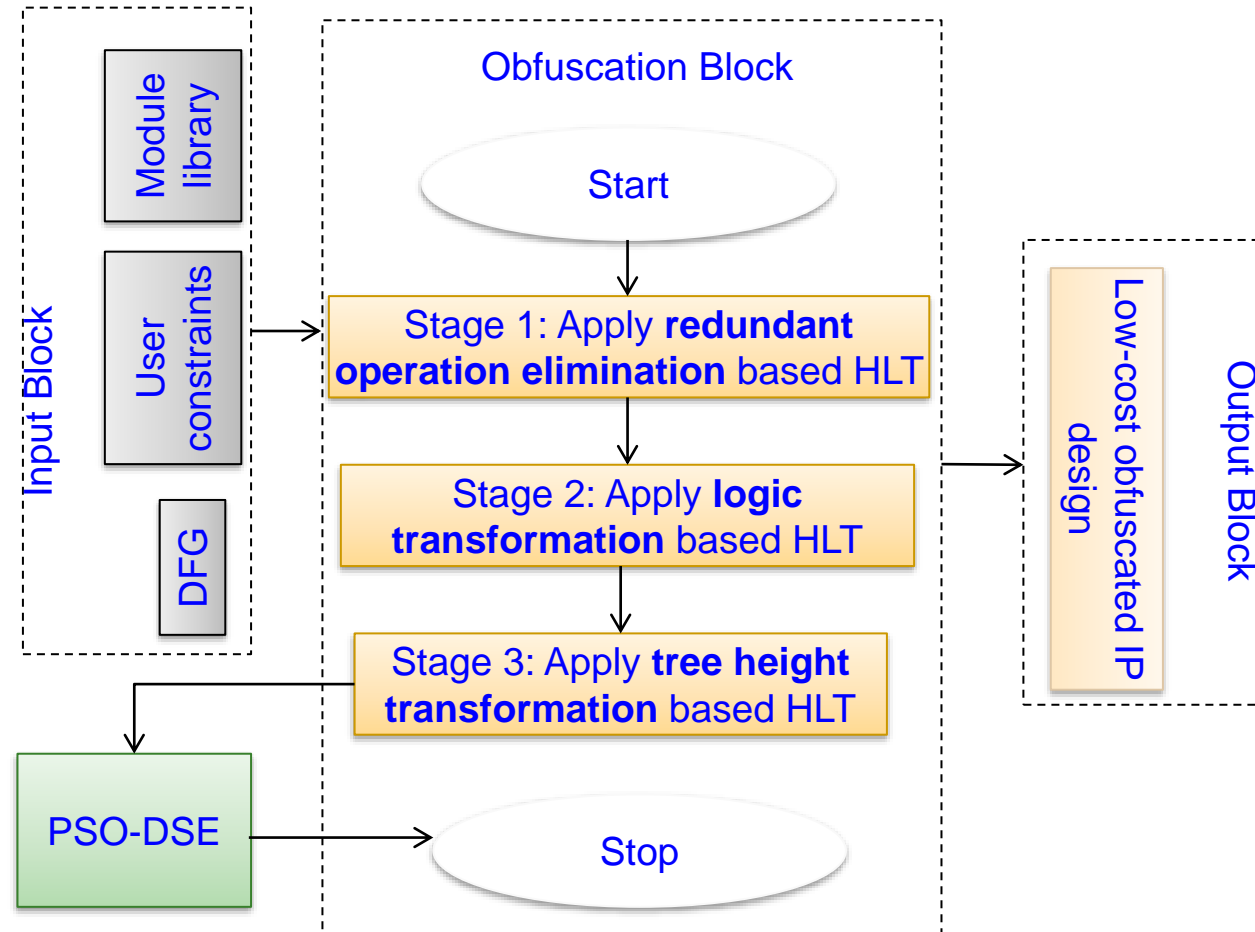 Input Block
Module
library
User
constraints
DFG
Obfuscation Block
Start
Stage 1: Apply redundant
operation elimination based HLT
Stage 2: Apply logic
transformation based HLT
Stage 3: Apply tree height
transformation based HLT
PSO-DSE
Stop
Low-cost obfuscated IP
design
Output Block